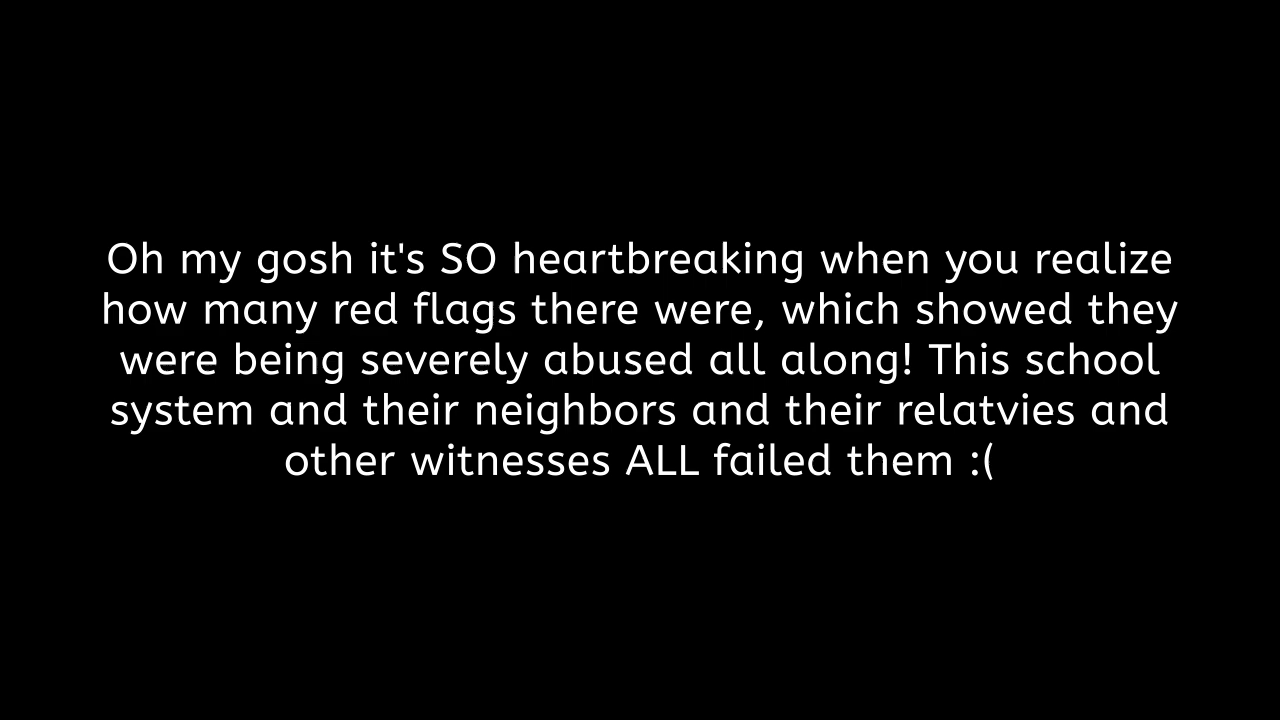 Oh my gosh it's SO heartbreaking when you realize
how many red flags there were, which showed they
were being severely abused all along! This school
system and their neighbors and their relatvies and
other witnesses ALL failed them :(